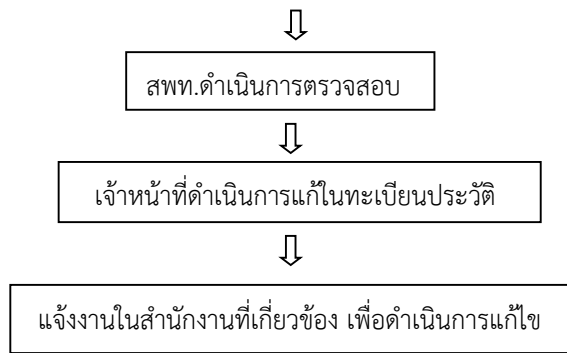 สพท.ดำเนินการตรวจสอบ
เจ้าหน้าที่ดำเนินการแก้ในทะเบียนประวัติ
แจ้งงานในสำนักงานที่เกี่ยวข้อง เพื่อดำเนินการแก้ไข